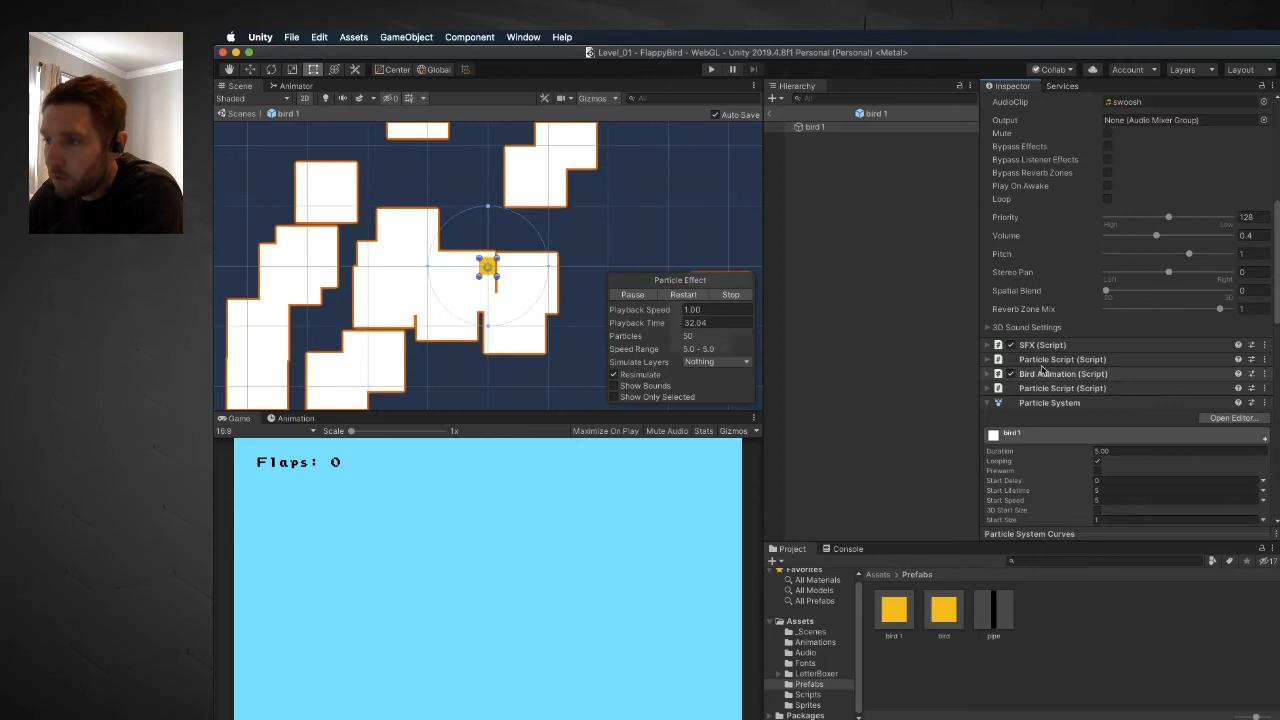 Unity File Edit Assets GameObject Component Window Help
Level_01 - FlappyBird - WebGL - Unity 2019.4.8f1 Personal (Personal) <Metal>
Center Global Collab Account Layers Layout
Scene Animator
Shaded 2D Gizmos All
Scenes bird 1 Auto Save
Particle Effect
Pause Restart Stop
Playback Speed 1.00
Playback Time 32.04
Particles 50
Speed Range 5.0 - 5.0
Simulate Layers Nothing
Resimulate
Show Bounds
Show Only Selected
Game Animation
16:9 Scale 1x Maximize On Play Mute Audio Stats Gizmos
Flaps: 0
Hierarchy
All
bird 1
bird 1
Inspector Services
AudioClip swoosh
Output None (Audio Mixer Group)
Mute
Bypass Effects
Bypass Listener Effects
Bypass Reverb Zones
Play On Awake
Loop
Priority 128
High Low
Volume 0.4
Pitch 1
Stereo Pan 0
Left Right
Spatial Blend 0
2D 3D
Reverb Zone Mix 1
3D Sound Settings
SFX (Script)
Particle Script (Script)
Bird Animation (Script)
Particle Script (Script)
Particle System
Open Editor...
bird 1
Duration 5.00
Looping
Prewarm
Start Delay 0
Start Lifetime 5
Start Speed 5
3D Start Size
Start Size 1
Particle System Curves
Project Console
17
Favorites
All Materials
All Models
All Prefabs
Assets
_Scenes
Animations
Audio
Fonts
LetterBoxer
Prefabs
Scripts
Sprites
Packages
Assets > Prefabs
bird 1 bird pipe